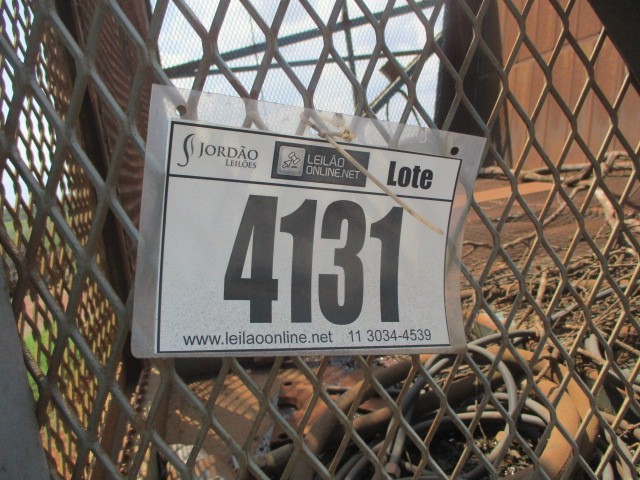 JORDÃO
LEILÕES
LEILÃO
ONLINE.NET
Lote
4131
www.leilaoonline.net 11 3034-4539